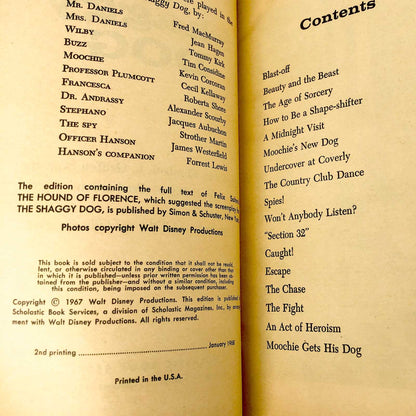 were played in the
Shaggy Dog, by:
MR. DANIELS Fred MacMurray
MRS. DANIELS Jean Hagen
WILBY Tommy Kirk
BUZZ Tim Considine
MOOCHIE Kevin Corcoran
PROFESSOR PLUMCOTT Cecil Kellaway
FRANCESCA Roberta Shore
DR. ANDRASSY Alexander Scourby
STEPHANO Jacques Aubuchon
THE SPY Strother Martin
OFFICER HANSON James Westerfield
HANSON'S COMPANION Forrest Lewis
The edition containing the full text of Felix
THE HOUND OF FLORENCE, which suggested the screenplay
THE SHAGGY DOG, is published by Simon & Schuster, New
Photos copyright Walt Disney Productions
This book is sold subject to the condition that it shall not be
lent, or otherwise circulated in any binding or cover other than
in which it is published—unless prior written permission has been
tained from the publisher—and without a similar condition, including
this condition, being imposed on the subsequent purchaser.
Copyright © 1967 Walt Disney Productions. This edition is published
Scholastic Book Services, a division of Scholastic Magazines, Inc., by
ment with Walt Disney Productions. All rights reserved.
2nd printing January 1968
Printed in the U.S.A.
Contents
Blast-off
Beauty and the Beast
The Age of Sorcery
How to Be a Shape-shifter
A Midnight Visit
Moochie's New Dog
Undercover at Coverly
The Country Club Dance
Spies!
Won't Anybody Listen?
"Section 32"
Caught!
Escape
The Chase
The Fight
An Act of Heroism
Moochie Gets His Dog